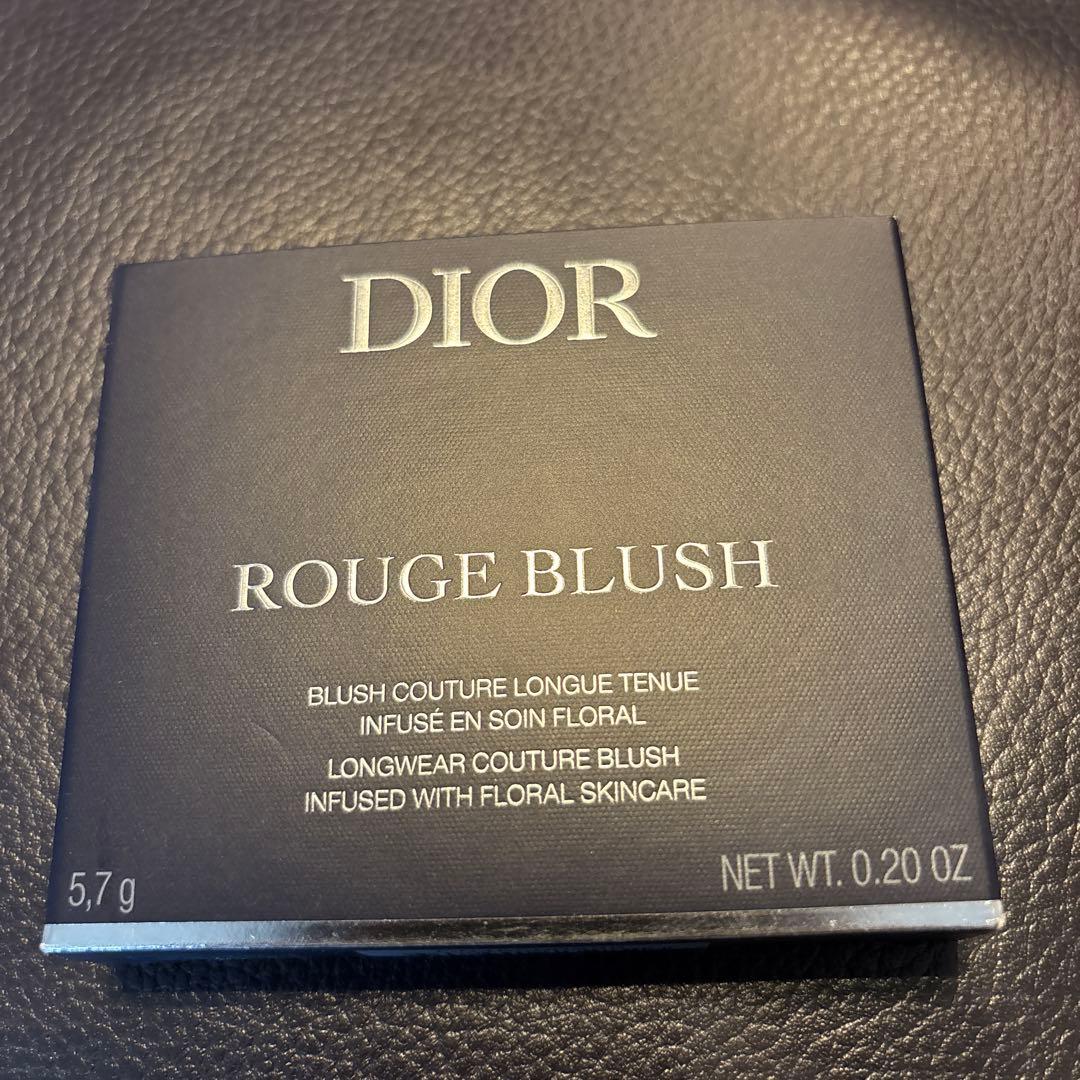 DIOR
ROUGE BLUSH
BLUSH COUTURE LONGUE TENUE
INFUSÉ EN SOIN FLORAL
LONGWEAR COUTURE BLUSH
INFUSED WITH FLORAL SKINCARE
5,7 g
NET WT. 0.20 OZ